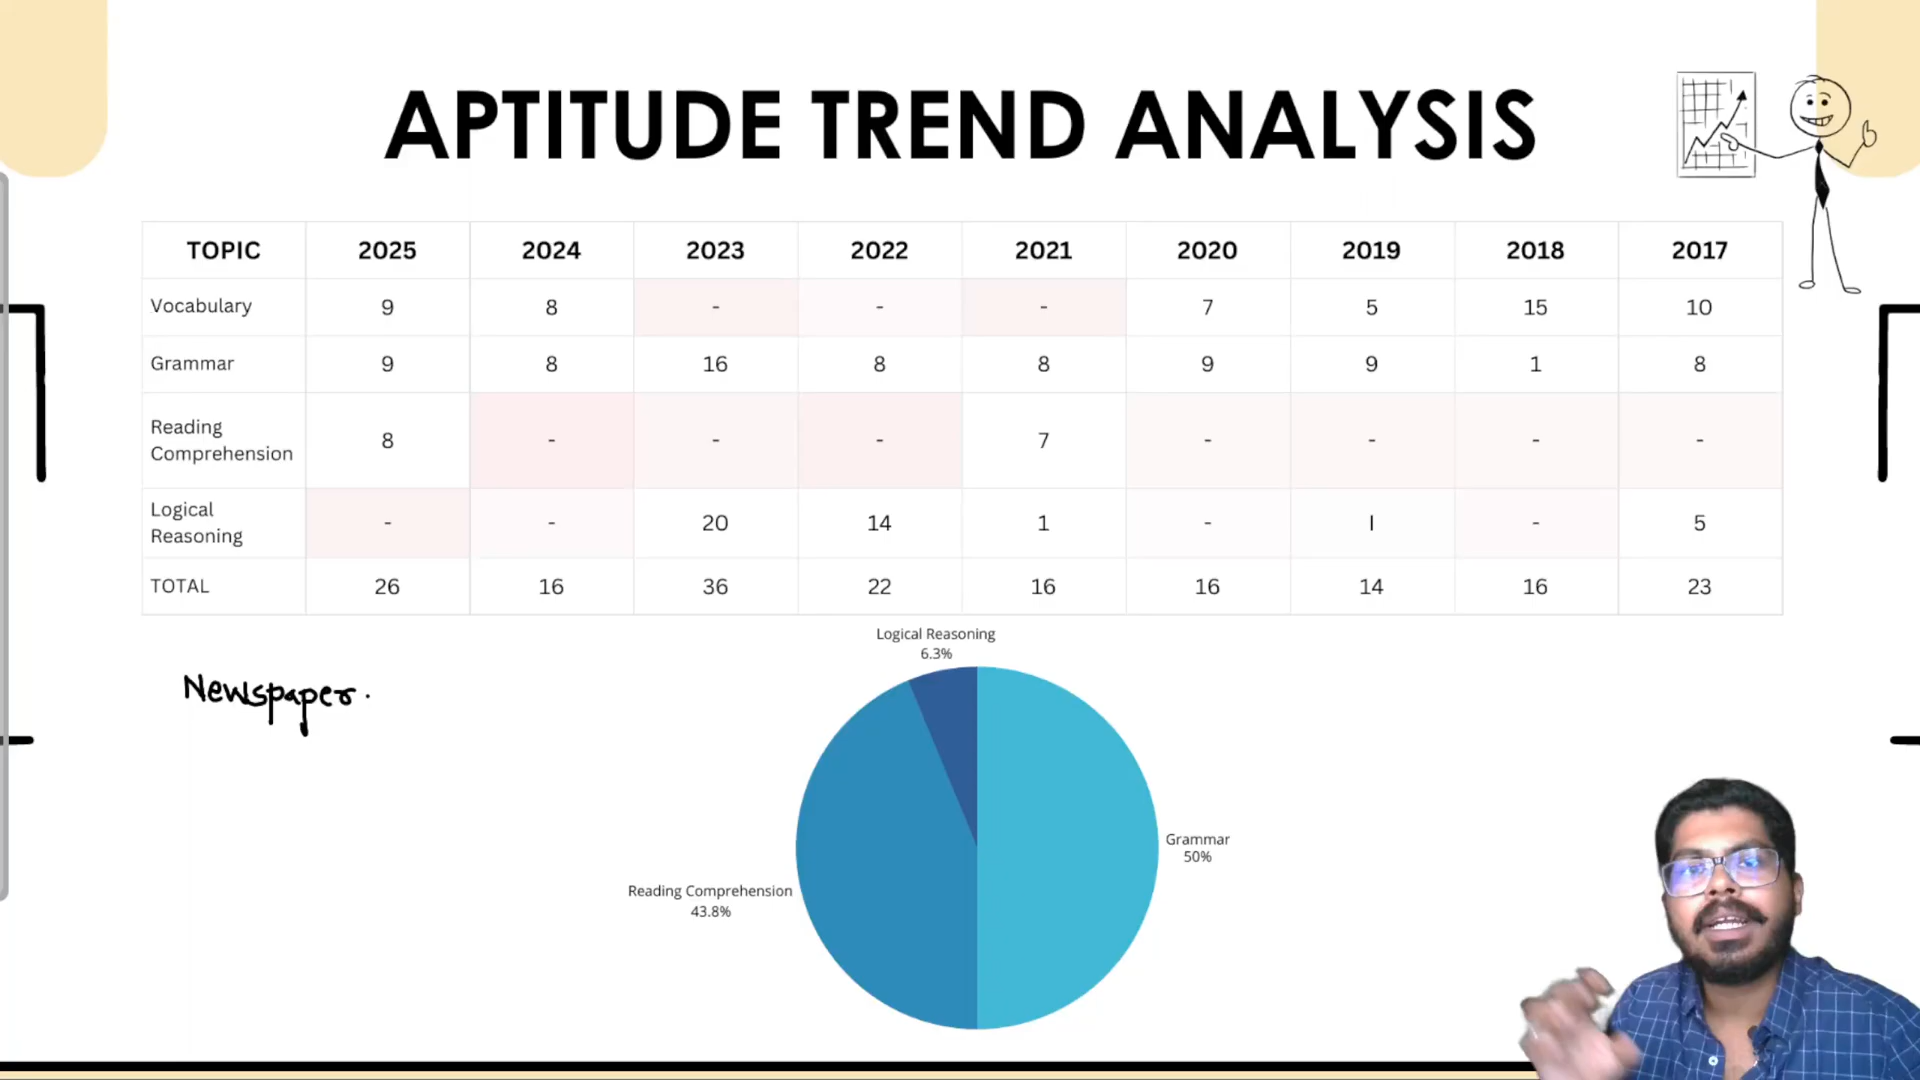 APTITUDE TREND ANALYSIS
TOPIC 2025 2024 2023 2022 2021 2020 2019 2018 2017
Vocabulary 9 8 - - - 7 5 15 10
Grammar 9 8 16 8 8 9 9 1 8
Reading
Comprehension 8 - - - 7 - - - -
Logical
Reasoning - - 20 14 1 - I - 5
TOTAL 26 16 36 22 16 16 14 16 23
Newspaper.
Logical Reasoning
6.3%
Grammar
50%
Reading Comprehension
43.8%